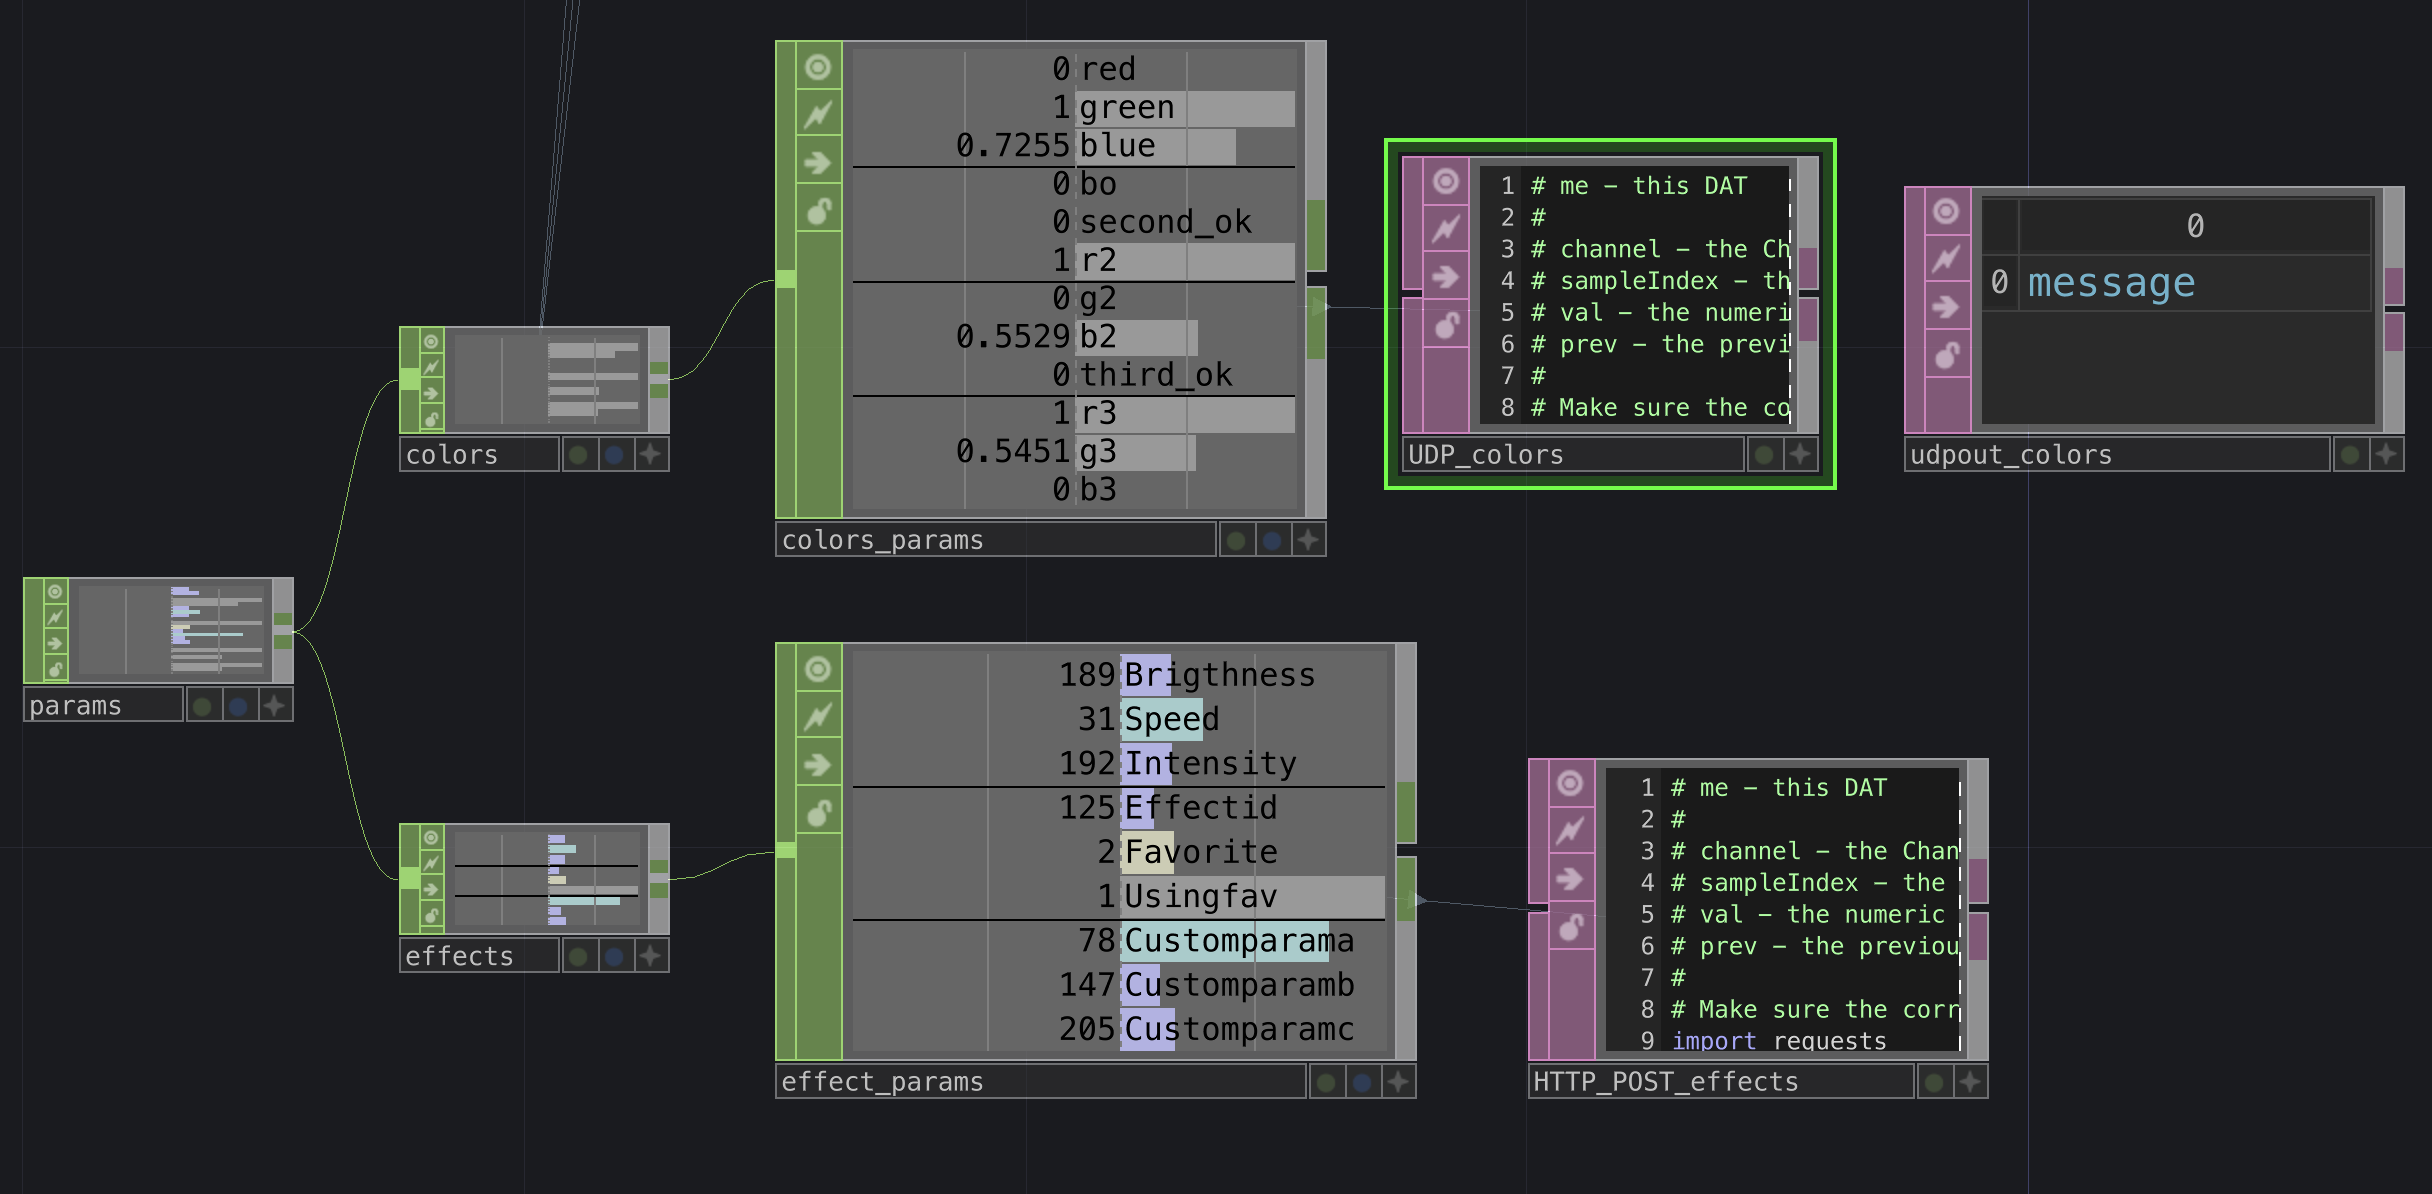 0 red
1 green
0.7255 blue
0 bo
0 second_ok
1 r2
0 g2
0.5529 b2
0 third_ok
1 r3
0.5451 g3
0 b3
colors_params
1 # me - this DAT
2 #
3 # channel - the Ch
4 # sampleIndex - th
5 # val - the numeri
6 # prev - the previ
7 #
8 # Make sure the co
UDP_colors
0
0 message
udpout_colors
colors
params
effects
189 Brigthness
31 Speed
192 Intensity
125 Effectid
2 Favorite
1 Usingfav
78 Customparama
147 Customparamb
205 Customparamc
effect_params
1 # me - this DAT
2 #
3 # channel - the Chan
4 # sampleIndex - the
5 # val - the numeric
6 # prev - the previou
7 #
8 # Make sure the corr
9 import requests
HTTP_POST_effects